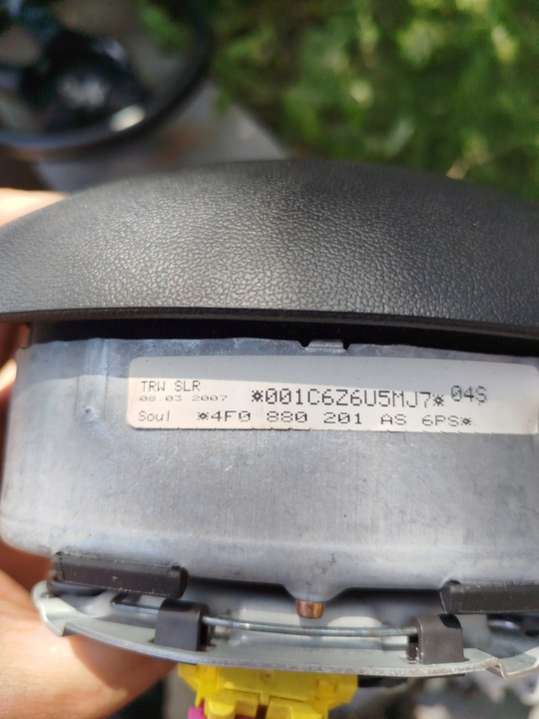 TRW SLR
08.03 2007 *001C6Z6U5MJ7* 04S
Soul *4F0 880 201 AS 6PS*